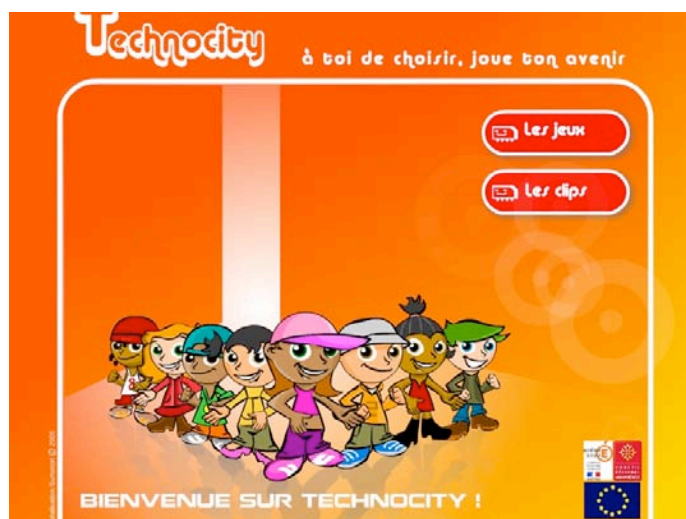 Technocity
à toi de choisir, joue ton avenir
Les jeux
Les clips
BIENVENUE SUR TECHNOCITY !